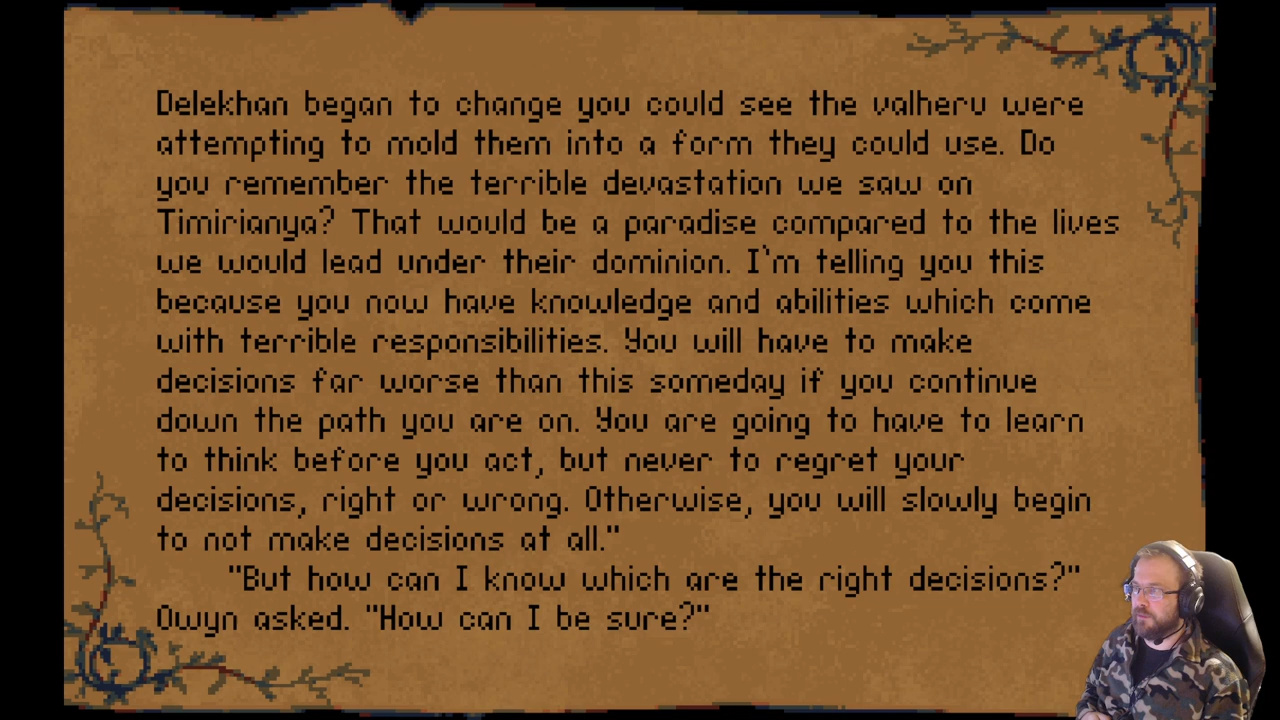 Delekhan began to change you could see the valheru were
attempting to mold them into a form they could use. Do
you remember the terrible devastation we saw on
Timirianya? That would be a paradise compared to the lives
we would lead under their dominion. I'm telling you this
because you now have knowledge and abilities which come
with terrible responsibilities. You will have to make
decisions far worse than this someday if you continue
down the path you are on. You are going to have to learn
to think before you act, but never to regret your
decisions, right or wrong. Otherwise, you will slowly begin
to not make decisions at all."
"But how can I know which are the right decisions?"
Owyn asked. "How can I be sure?"